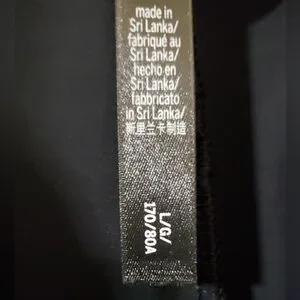 made in
Sri Lanka/
fabriqué au
Sri Lanka/
hecho en
Sri Lanka/
fabbricato
in Sri Lanka/
斯里兰卡制造
L/G/
170/80A